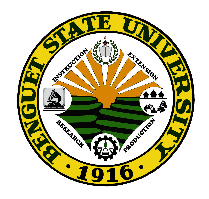 BENGUET STATE UNIVERSITY
INSTRUCTION
EXTENSION
RESEARCH
PRODUCTION
· 1916 ·